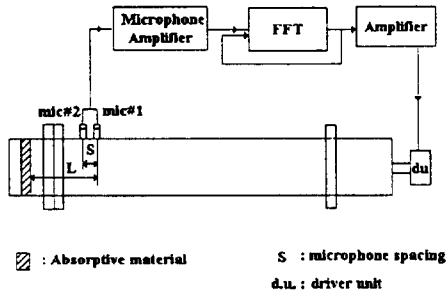 Microphone
Amplifier
FFT
Amplifier
mic#2
mic#1
S
L
du
: Absorptive material
S : microphone spacing
d.u. : driver unit